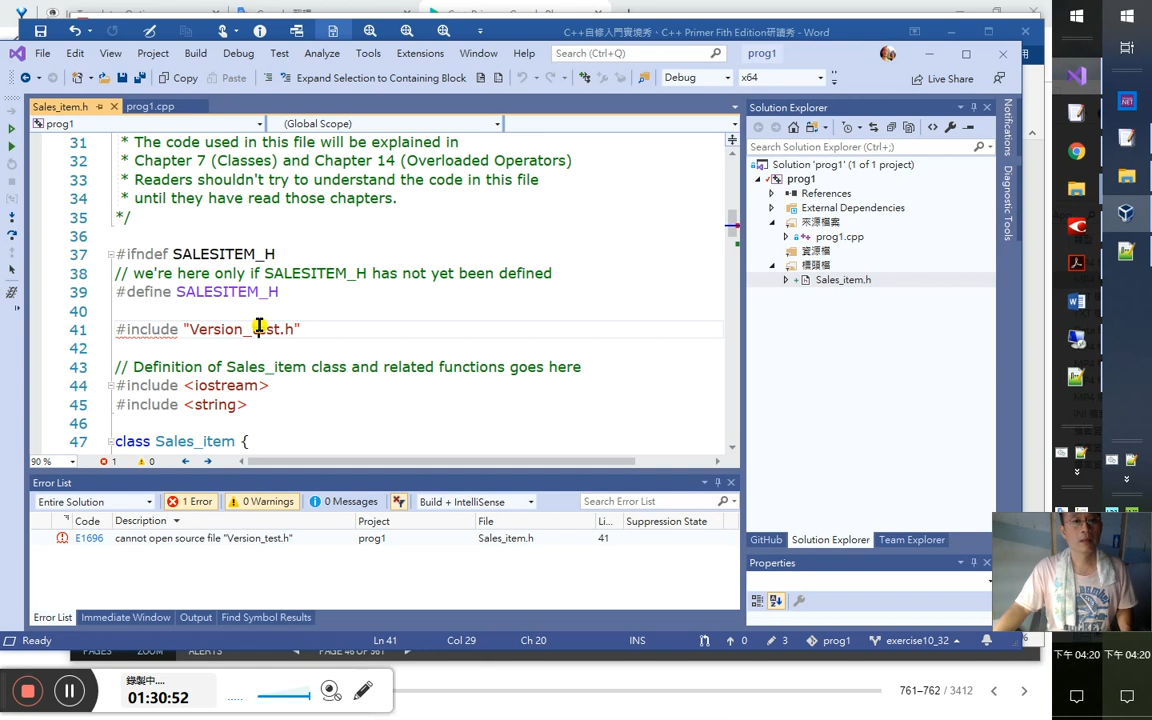 C++自修入門實境秀、C++ Primer Fith Edition研讀秀 - Word
File Edit View Project Build Debug Test Analyze Tools Extensions Window Help Search (Ctrl+Q) prog1
Copy Paste Expand Selection to Containing Block Debug x64 Live Share
Sales_item.h prog1.cpp
prog1 (Global Scope)
31 * The code used in this file will be explained in
32 * Chapter 7 (Classes) and Chapter 14 (Overloaded Operators)
33 * Readers shouldn't try to understand the code in this file
34 * until they have read those chapters.
35 */
36
37 #ifndef SALESITEM_H
38 // we're here only if SALESITEM_H has not yet been defined
39 #define SALESITEM_H
40
41 #include "Version_test.h"
42
43 // Definition of Sales_item class and related functions goes here
44 #include <iostream>
45 #include <string>
46
47 class Sales_item {
90 % 1 0
Solution Explorer
Search Solution Explorer (Ctrl+;)
Solution 'prog1' (1 of 1 project)
prog1
References
External Dependencies
來源檔案
prog1.cpp
資源檔
標頭檔
Sales_item.h
Notifications
Diagnostic Tools
GitHub Solution Explorer Team Explorer
Properties
Error List
Entire Solution 1 Error 0 Warnings 0 Messages Build + IntelliSense Search Error List
Code Description Project File Li... Suppression State
E1696 cannot open source file "Version_test.h" prog1 Sales_item.h 41
Error List Immediate Window Output Find Symbol Results
Ready Ln 41 Col 29 Ch 20 INS 0 3 prog1 exercise10_32
PAGES ZOOM ALERTS PAGE 46 OF 961
錄製中....
01:30:52
761–762 / 3412
下午 04:20 下午 04:20